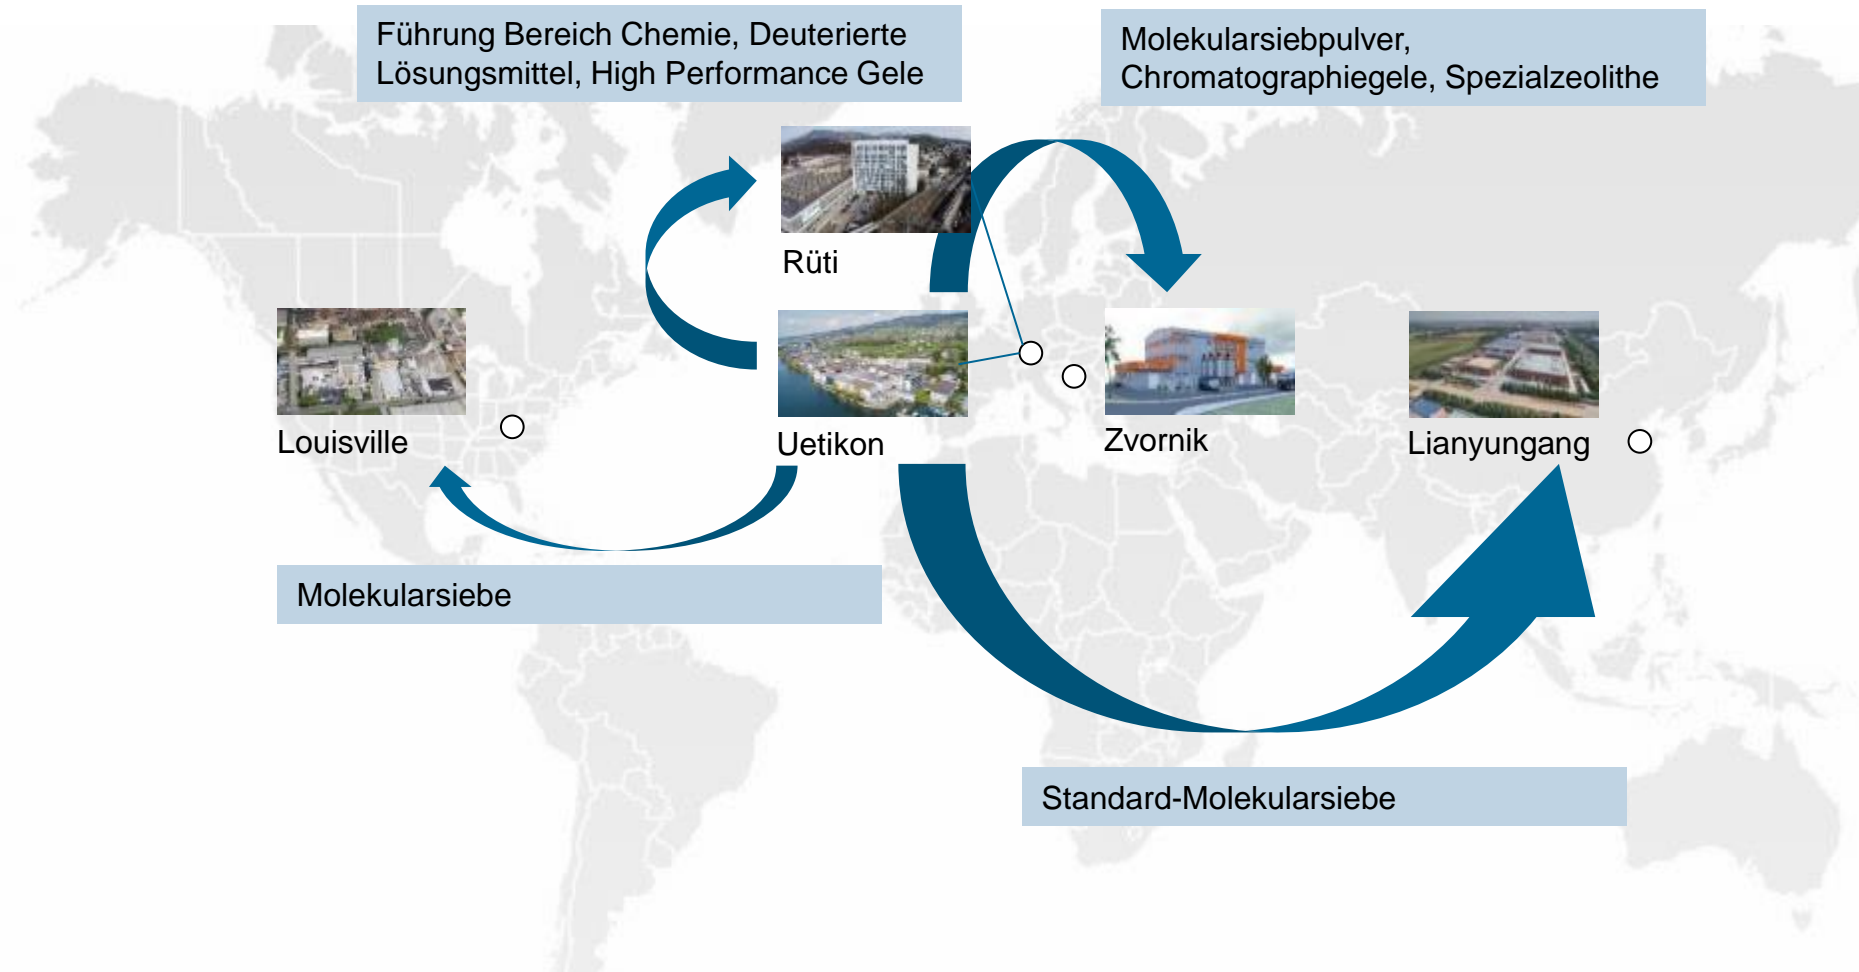 Führung Bereich Chemie, Deuterierte
Lösungsmittel, High Performance Gele
Molekularsiebpulver,
Chromatographiegele, Spezialzeolithe
Rüti
Louisville
Uetikon
Zvornik
Lianyungang
Molekularsiebe
Standard-Molekularsiebe